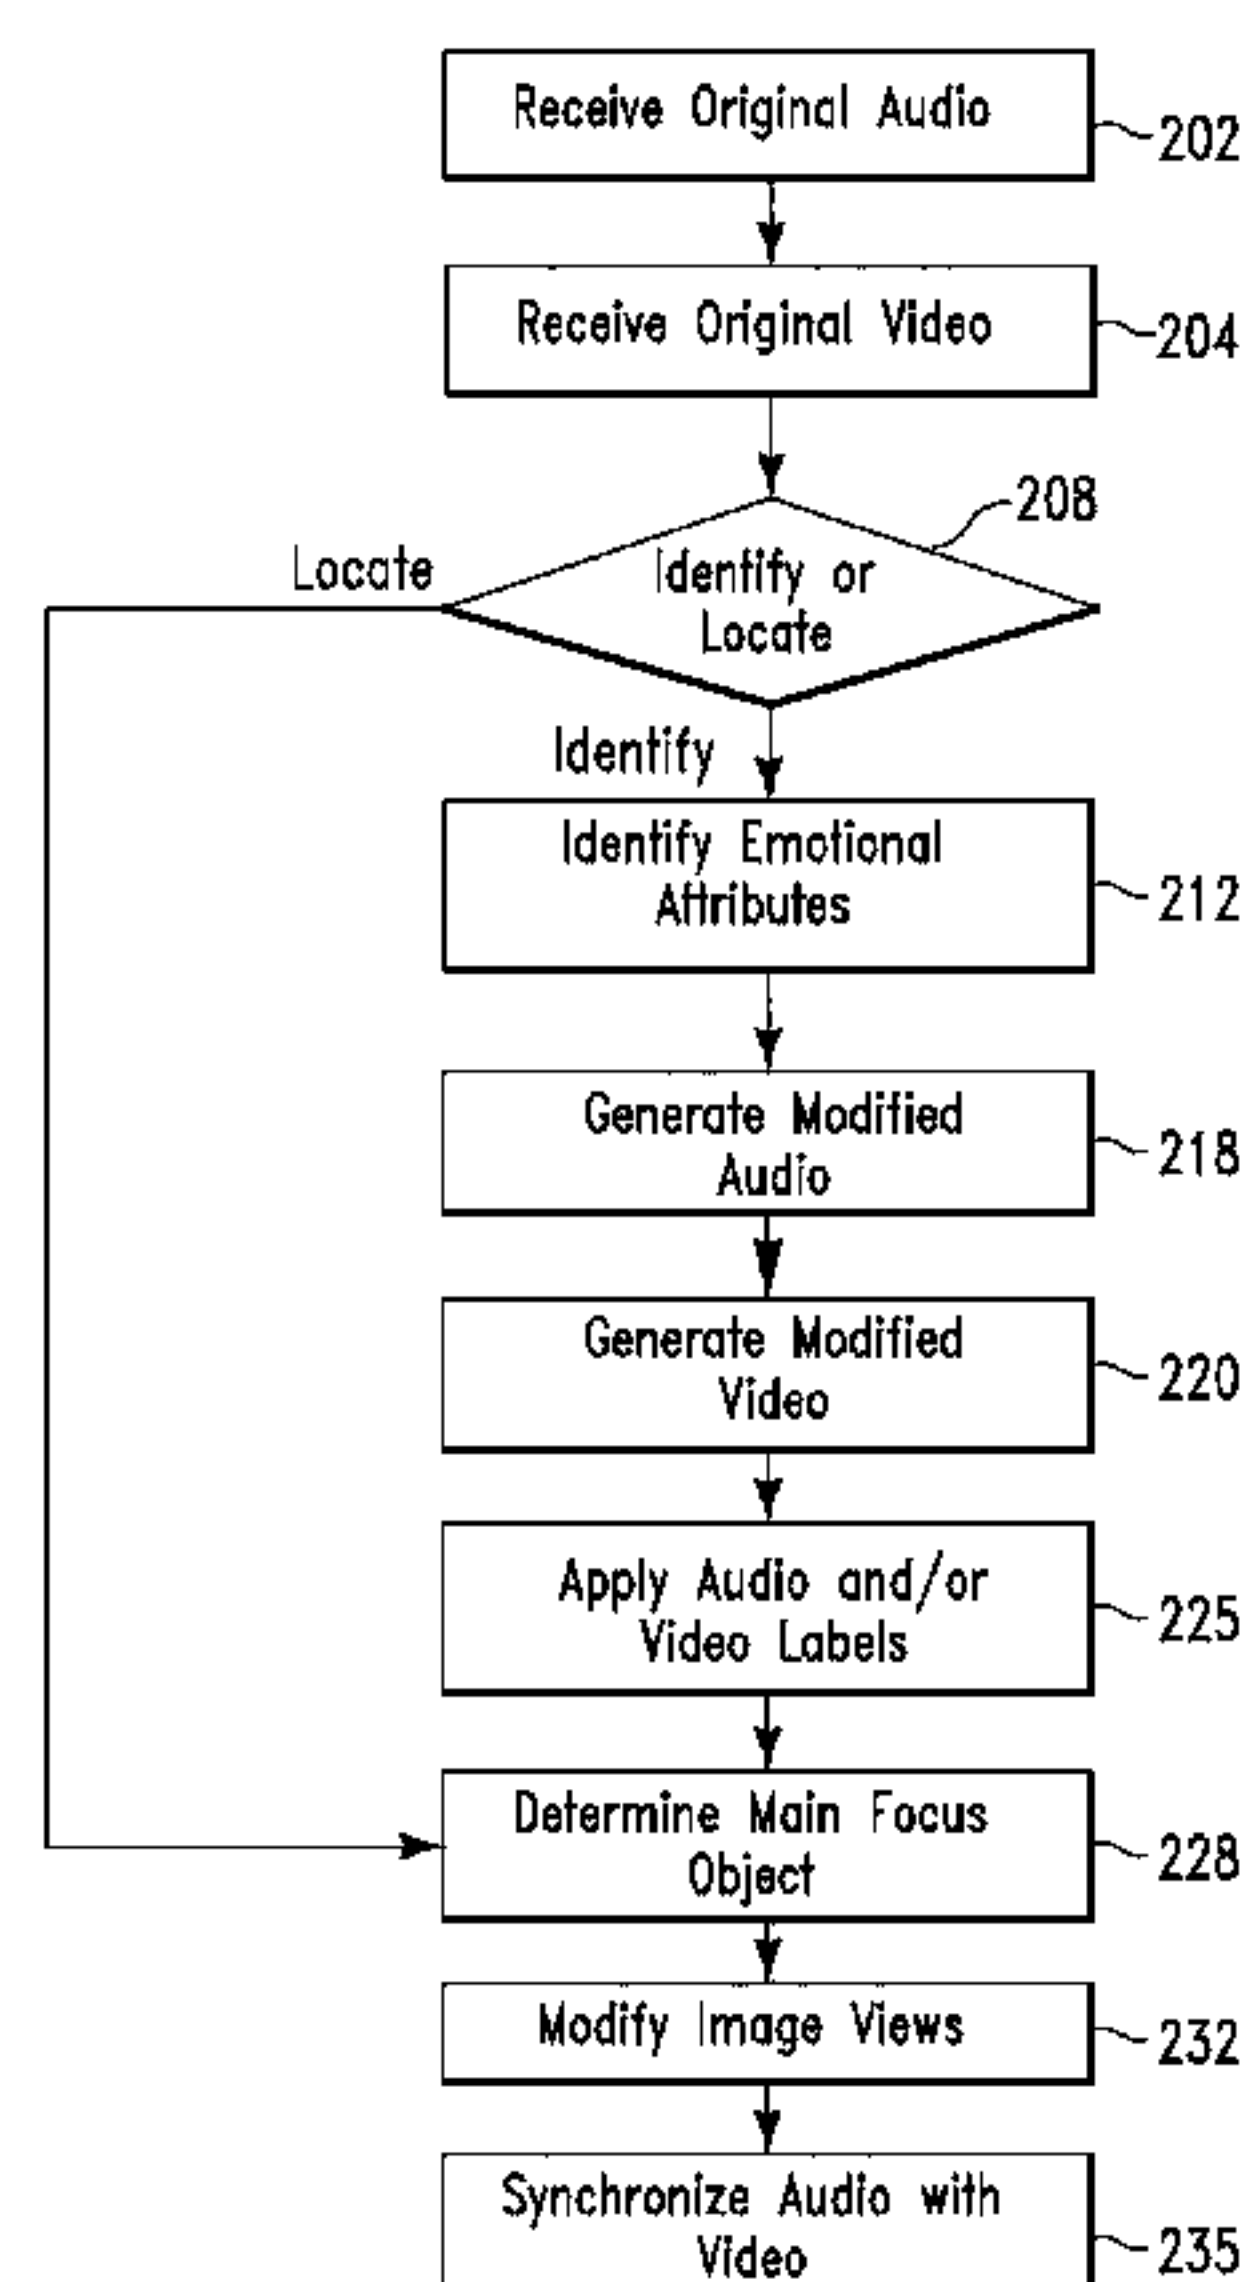 Receive Original Audio
202
Receive Original Video
204
208
Locate
Identify or
Locate
Identify
Identify Emotional
Attributes
212
Generate Modified
Audio
218
Generate Modified
Video
220
Apply Audio and/or
Video Labels
225
Determine Main Focus
Object
228
Modify Image Views
232
Synchronize Audio with
Video
235